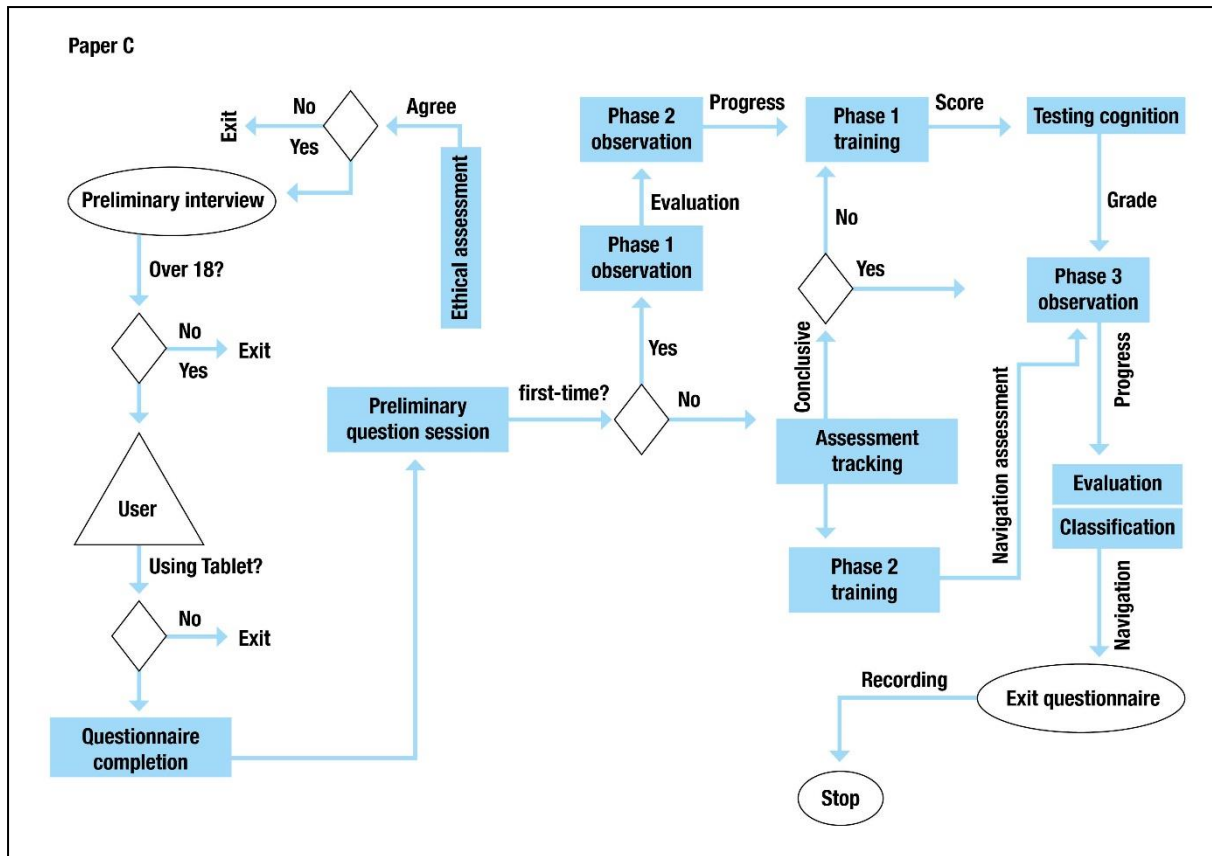 Paper C
No
Agree
Exit
Yes
Ethical assessment
Preliminary interview
Over 18?
No
Exit
Yes
User
Using Tablet?
No
Exit
Questionnaire
completion
Preliminary
question session
first-time?
Yes
No
Phase 1
observation
Evaluation
Phase 2
observation
Progress
Phase 1
training
Score
Testing cognition
Grade
No
Yes
Conclusive
Assessment
tracking
Phase 2
training
Navigation assessment
Phase 3
observation
Progress
Evaluation
Classification
Navigation
Exit questionnaire
Recording
Stop